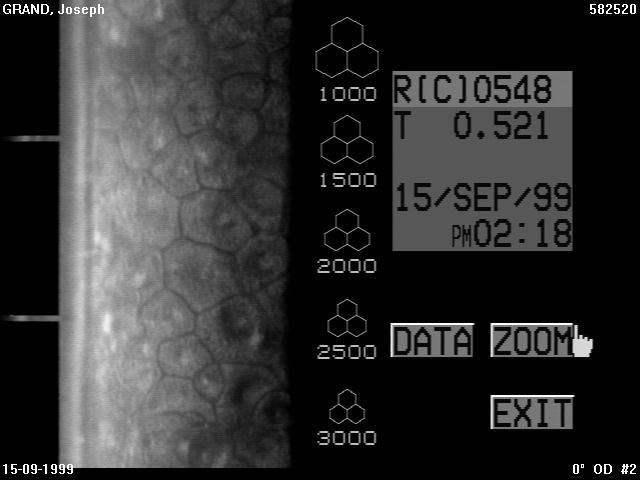 GRAND, Joseph
582520
1000
1500
2000
2500
3000
R[C]0548
T 0.521
15/SEP/99
PM02:18
DATA ZOOM
EXIT
15-09-1999
0° OD #2